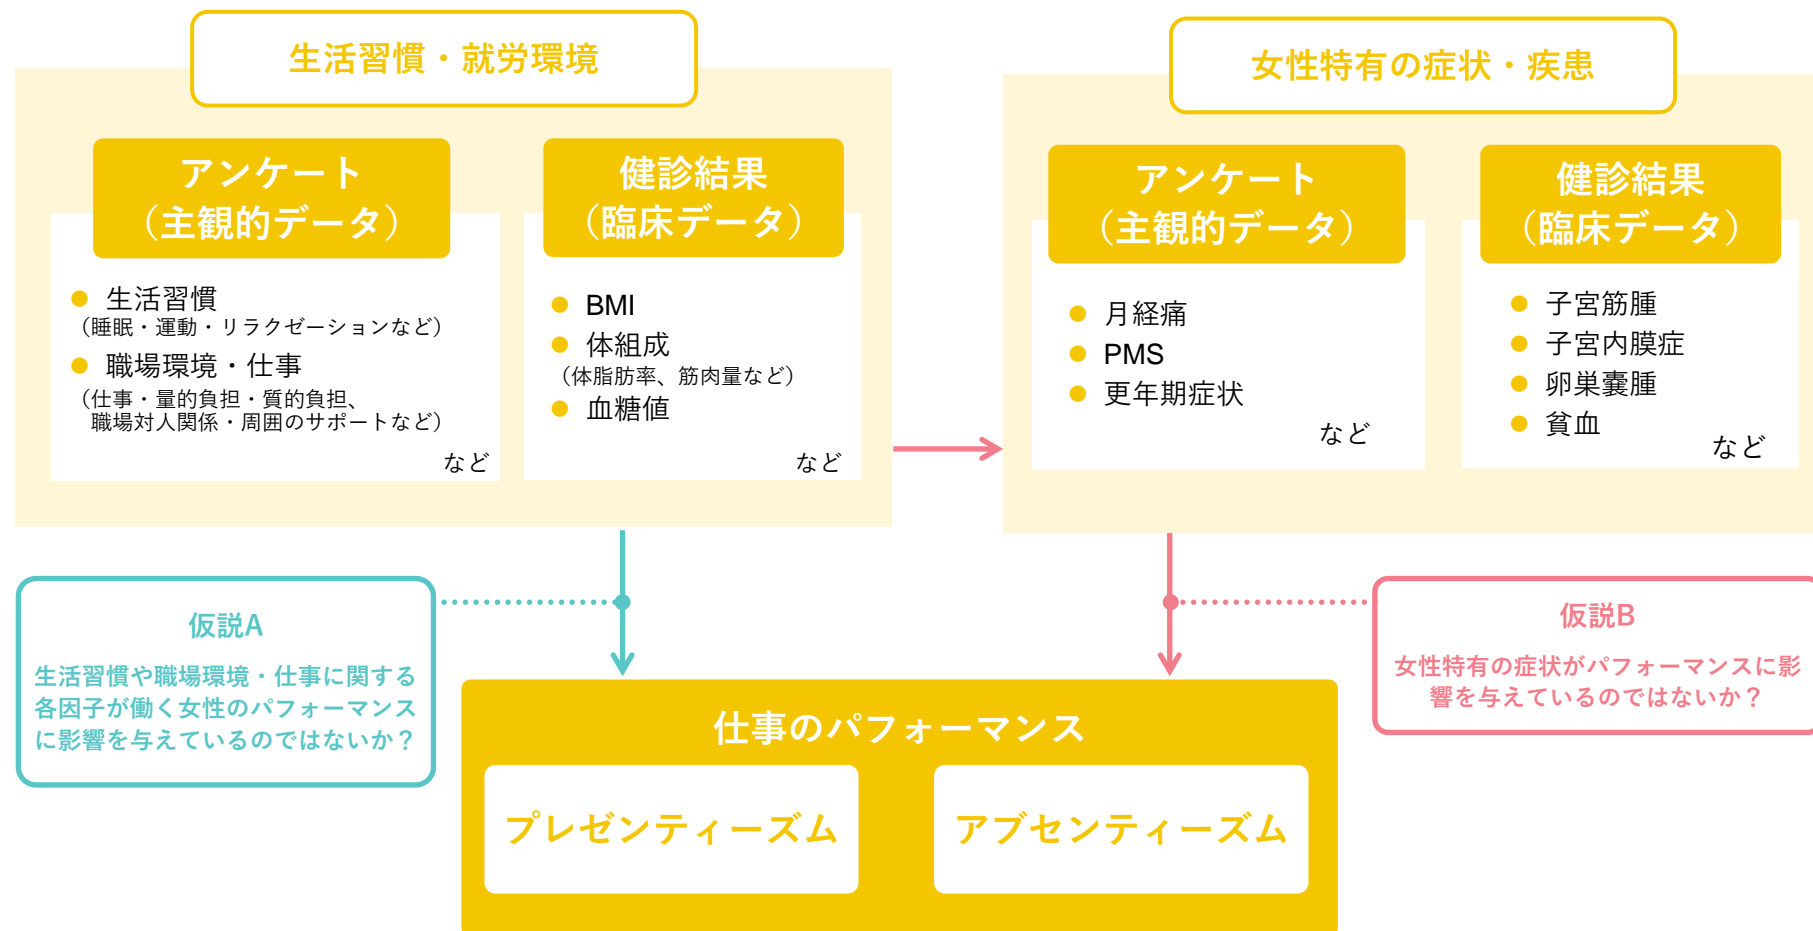 生活習慣・就労環境
アンケート
（主観的データ）
生活習慣
（睡眠・運動・リラクゼーションなど）
職場環境・仕事
（仕事・量的負担・質的負担、
職場対人関係・周囲のサポートなど）
など
健診結果
（臨床データ）
BMI
体組成
（体脂肪率、筋肉量など）
血糖値
など
女性特有の症状・疾患
アンケート
（主観的データ）
月経痛
PMS
更年期症状
など
健診結果
（臨床データ）
子宮筋腫
子宮内膜症
卵巣嚢腫
貧血
など
仮説A
生活習慣や職場環境・仕事に関する
各因子が働く女性のパフォーマンス
に影響を与えているのではないか？
仮説B
女性特有の症状がパフォーマンスに影
響を与えているのではないか？
仕事のパフォーマンス
プレゼンティーズム
アブセンティーズム